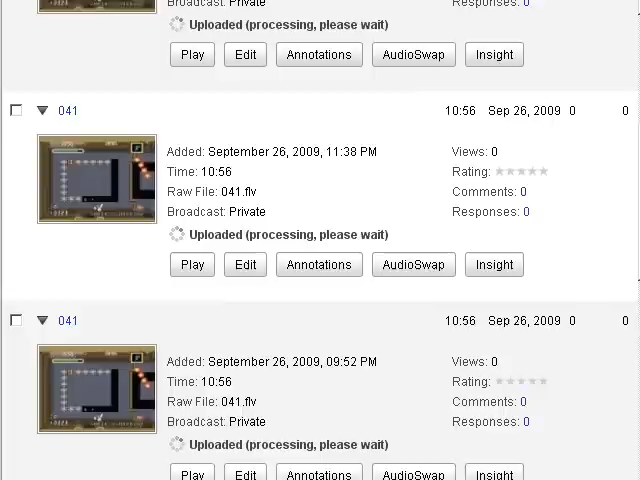 Broadcast: Private Responses: 0
Uploaded (processing, please wait)
Play Edit Annotations AudioSwap Insight
041 10:56 Sep 26, 2009 0 0
Added: September 26, 2009, 11:38 PM Views: 0
Time: 10:56 Rating:
Raw File: 041.flv Comments: 0
Broadcast: Private Responses: 0
Uploaded (processing, please wait)
Play Edit Annotations AudioSwap Insight
041 10:56 Sep 26, 2009 0 0
Added: September 26, 2009, 09:52 PM Views: 0
Time: 10:56 Rating:
Raw File: 041.flv Comments: 0
Broadcast: Private Responses: 0
Uploaded (processing, please wait)
Play Edit Annotations AudioSwap Insight